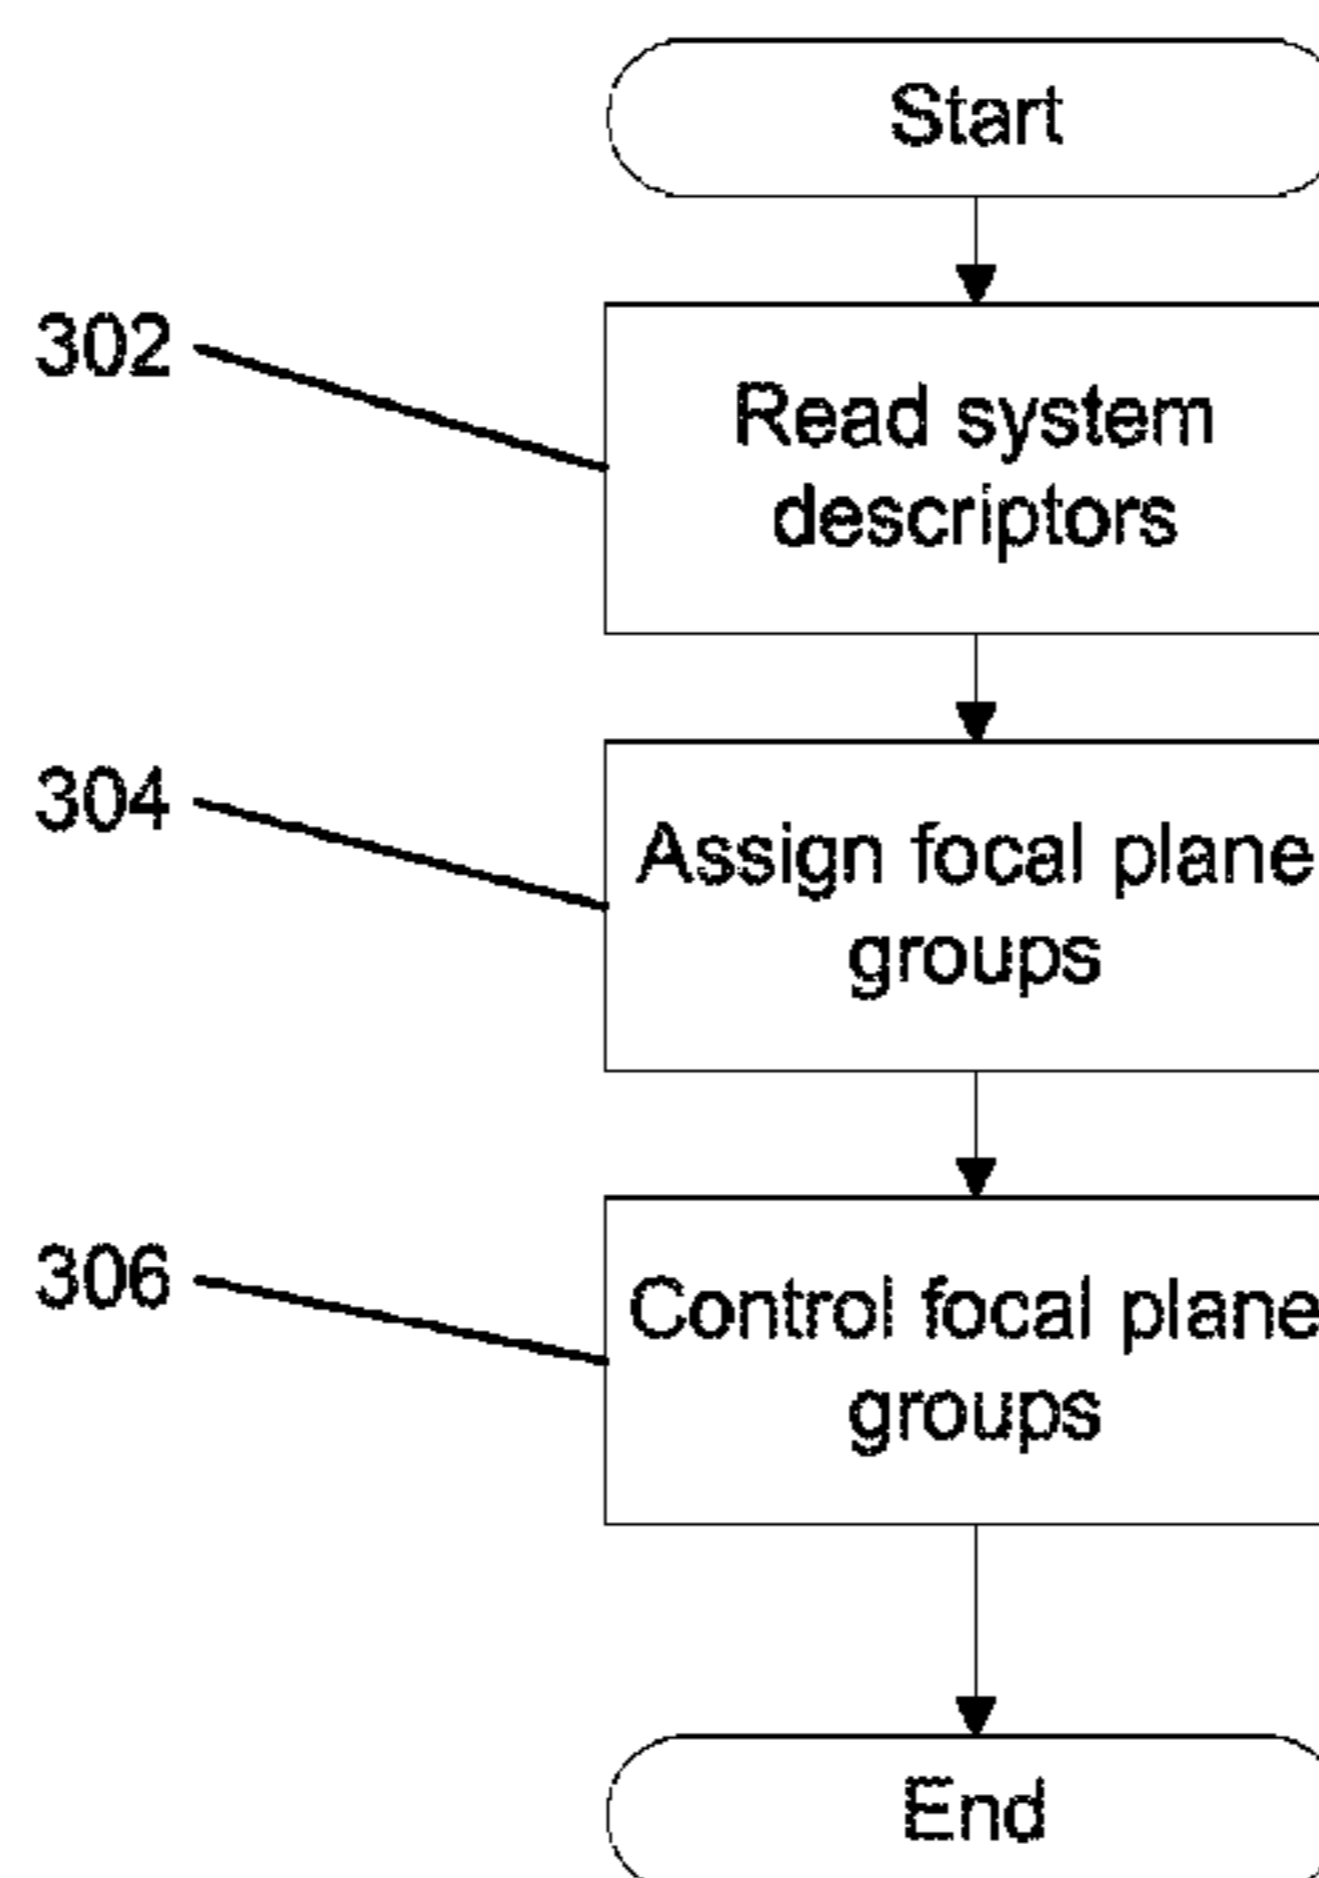 Start
302
Read system
descriptors
304
Assign focal plane
groups
306
Control focal plane
groups
End